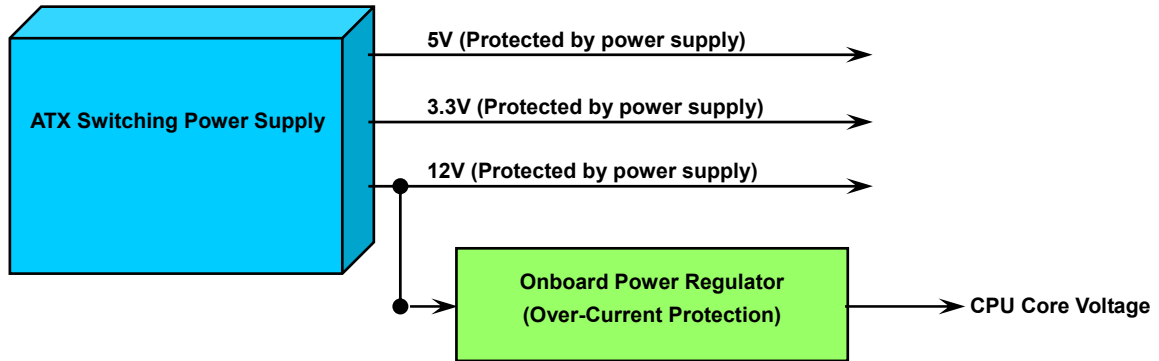 5V (Protected by power supply)
ATX Switching Power Supply
3.3V (Protected by power supply)
12V (Protected by power supply)
Onboard Power Regulator
(Over-Current Protection)
CPU Core Voltage